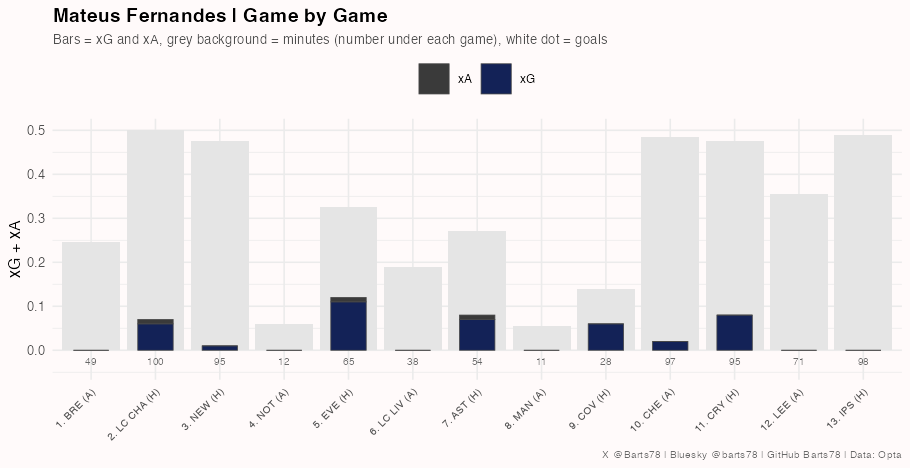 Mateus Fernandes | Game by Game
Bars = xG and xA, grey background = minutes (number under each game), white dot = goals
xA xG
xG + xA
0.5
0.4
0.3
0.2
0.1
0.0
49 100 95 12 65 38 54 11 28 97 95 71 98
1. BRE (A)
2. LC CHA (H)
3. NEW (H)
4. NOT (A)
5. EVE (H)
6. LC LIV (A)
7. AST (H)
8. MAN (A)
9. COV (H)
10. CHE (A)
11. CRY (H)
12. LEE (A)
13. IPS (H)
X @Barts78 | Bluesky @barts78 | GitHub Barts78 | Data: Opta